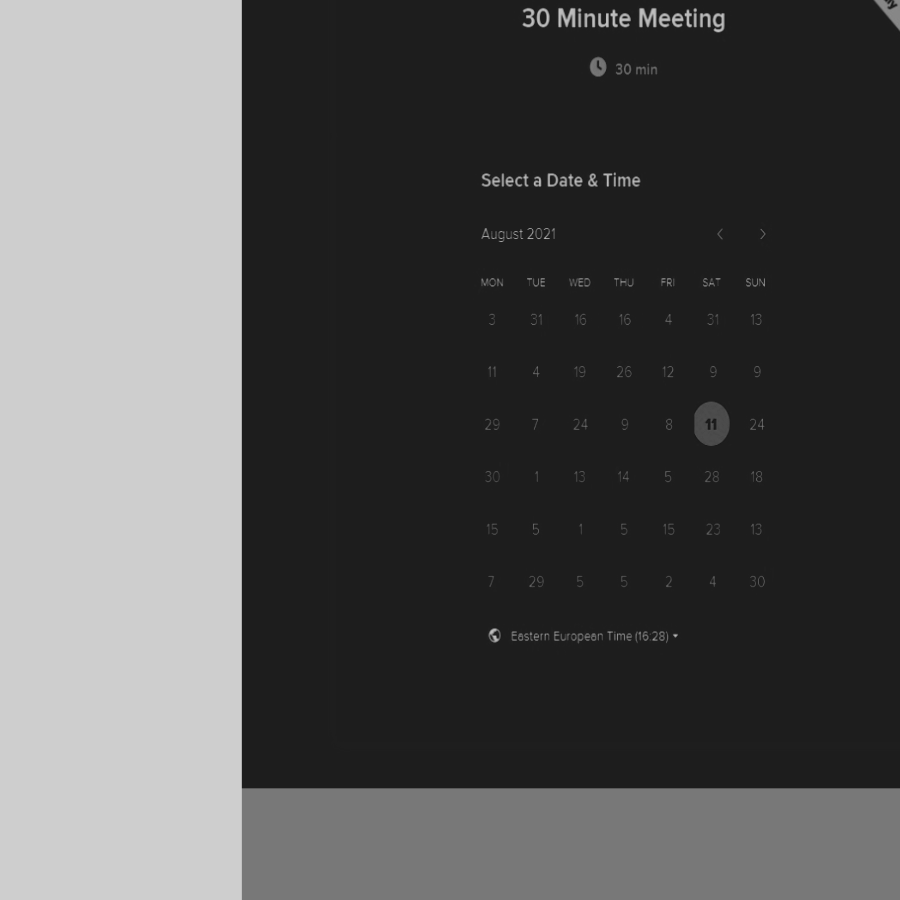 30 Minute Meeting
30 min
Select a Date & Time
August 2021
MON TUE WED THU FRI SAT SUN
3 31 16 16 4 31 13
11 4 19 26 12 9 9
29 7 24 9 8 11 24
30 1 13 14 5 28 18
15 5 1 5 15 23 13
7 29 5 5 2 4 30
Eastern European Time (16:28)